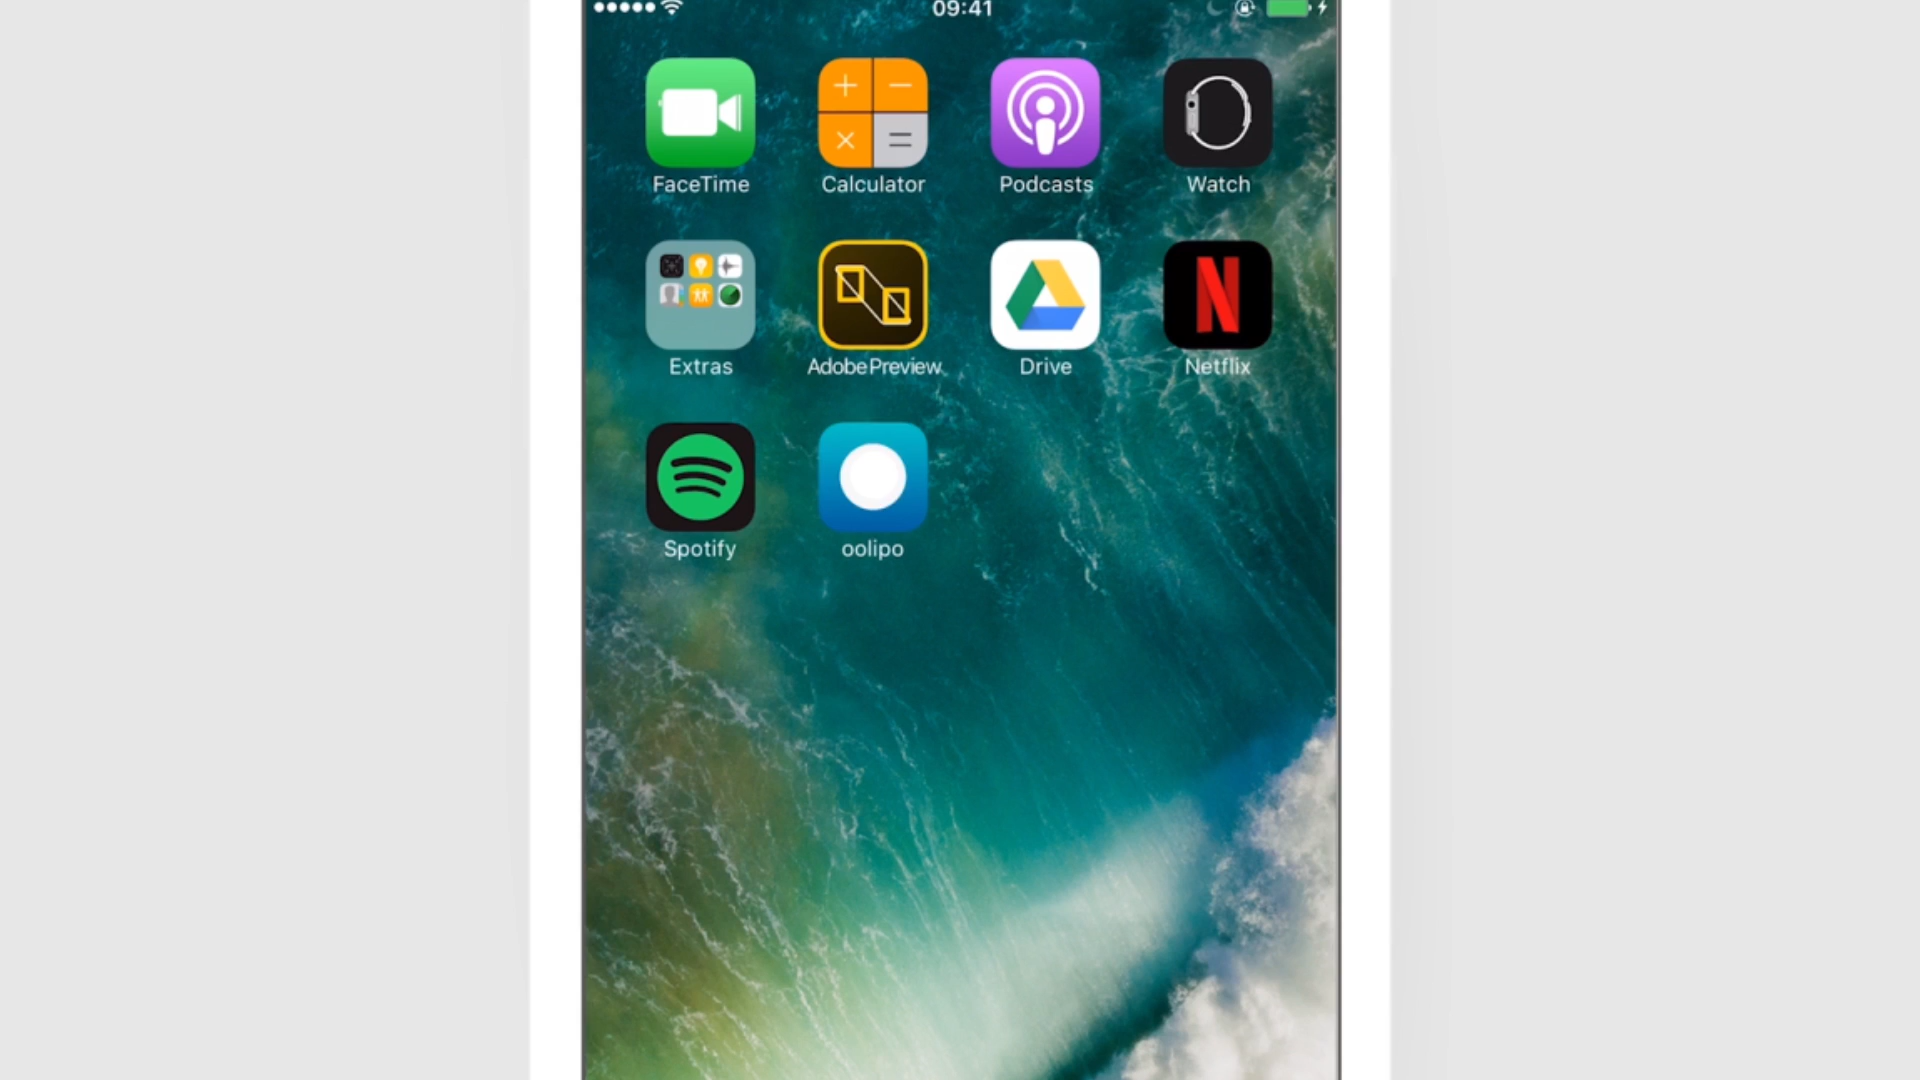 09:41
FaceTime Calculator Podcasts Watch
Extras AdobePreview Drive Netflix
Spotify oolipo